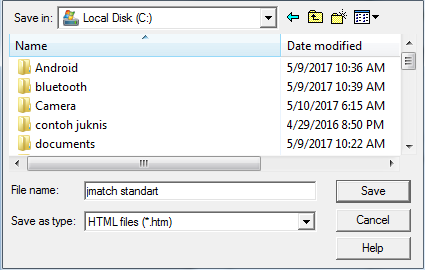 Save in: Local Disk (C:)
Name Date modified
Android 5/9/2017 10:36 AM
bluetooth 5/9/2017 10:39 AM
Camera 5/10/2017 6:15 AM
contoh juknis 4/29/2016 8:50 PM
documents 5/9/2017 10:22 AM
File name: jmatch standart Save
Save as type: HTML files (*.htm) Cancel
Help